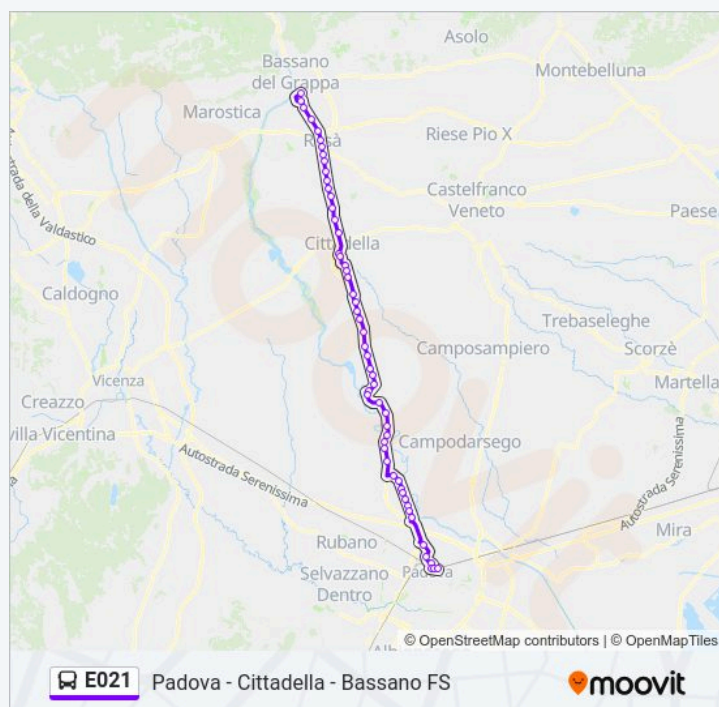 Asolo
Bassano
del Grappa
Montebelluna
Marostica
Rosà
Riese Pio X
Autostrada della Valdastico
Castelfranco
Veneto
Paese
Cittadella
Caldogno
Trebaseleghe
Camposampiero
Scorzè
Vicenza
Martella
Creazzo
villa Vicentina
Campodarsego
Autostrada Serenissima
Autostrada Serenissima
Mira
Rubano
Selvazzano
Dentro
Padova
moovit
© OpenStreetMap contributors | © OpenMapTiles
E021
Padova - Cittadella - Bassano FS
moovit